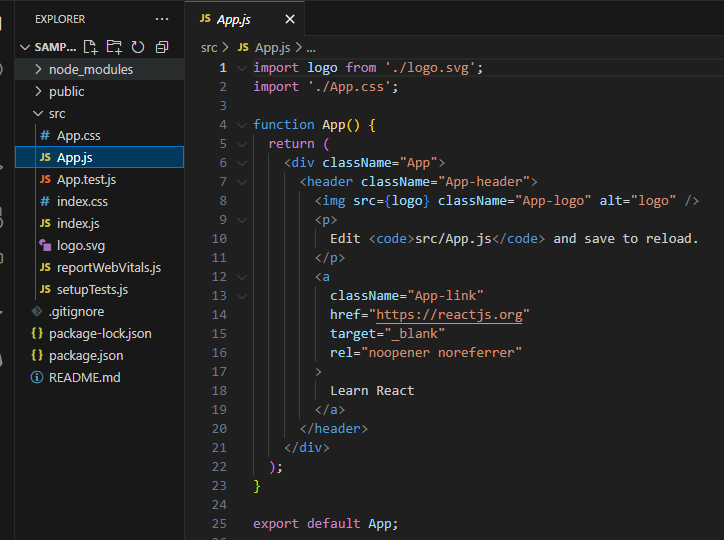 EXPLORER ...
SAMP...
node_modules
public
src
# App.css
JS App.js
JS App.test.js
# index.css
JS index.js
logo.svg
JS reportWebVitals.js
JS setupTests.js
.gitignore
{} package-lock.json
{} package.json
README.md
JS App.js
src > JS App.js > ...
1 import logo from './logo.svg';
2 import './App.css';
3
4 function App() {
5   return (
6     <div className="App">
7       <header className="App-header">
8         <img src={logo} className="App-logo" alt="logo" />
9         <p>
10           Edit <code>src/App.js</code> and save to reload.
11         </p>
12         <a
13           className="App-link"
14           href="https://reactjs.org"
15           target="_blank"
16           rel="noopener noreferrer"
17         >
18           Learn React
19         </a>
20       </header>
21     </div>
22   );
23 }
24
25 export default App;